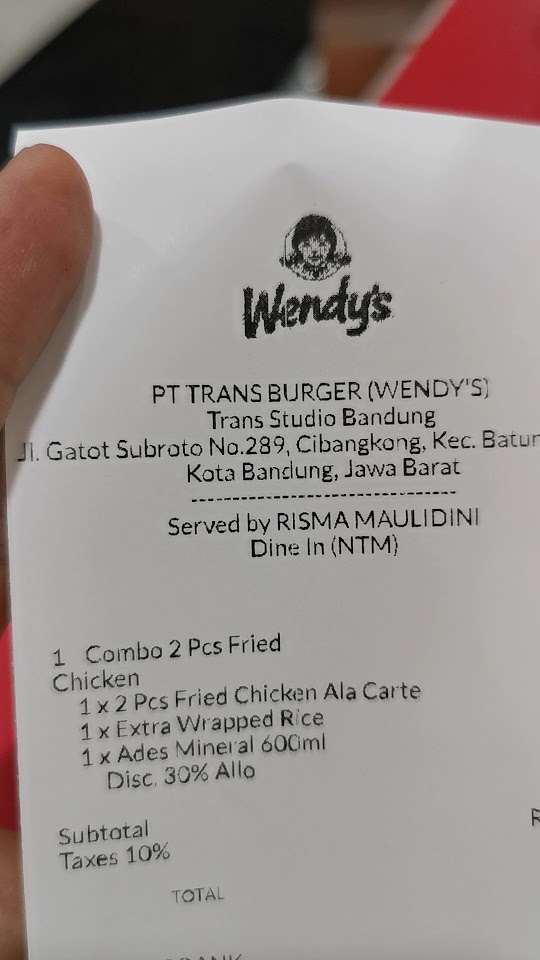 Wendy's
PT TRANS BURGER (WENDY'S)
Trans Studio Bandung
Jl. Gatot Subroto No.289, Cibangkong, Kec. Batun
Kota Bandung, Jawa Barat
--------------------------
Served by RISMA MAULIDINI
Dine In (NTM)
1 Combo 2 Pcs Fried
Chicken
1 x 2 Pcs Fried Chicken Ala Carte
1 x Extra Wrapped Rice
1 x Ades Mineral 600ml
Disc. 30% Allo
Subtotal
Taxes 10%
TOTAL